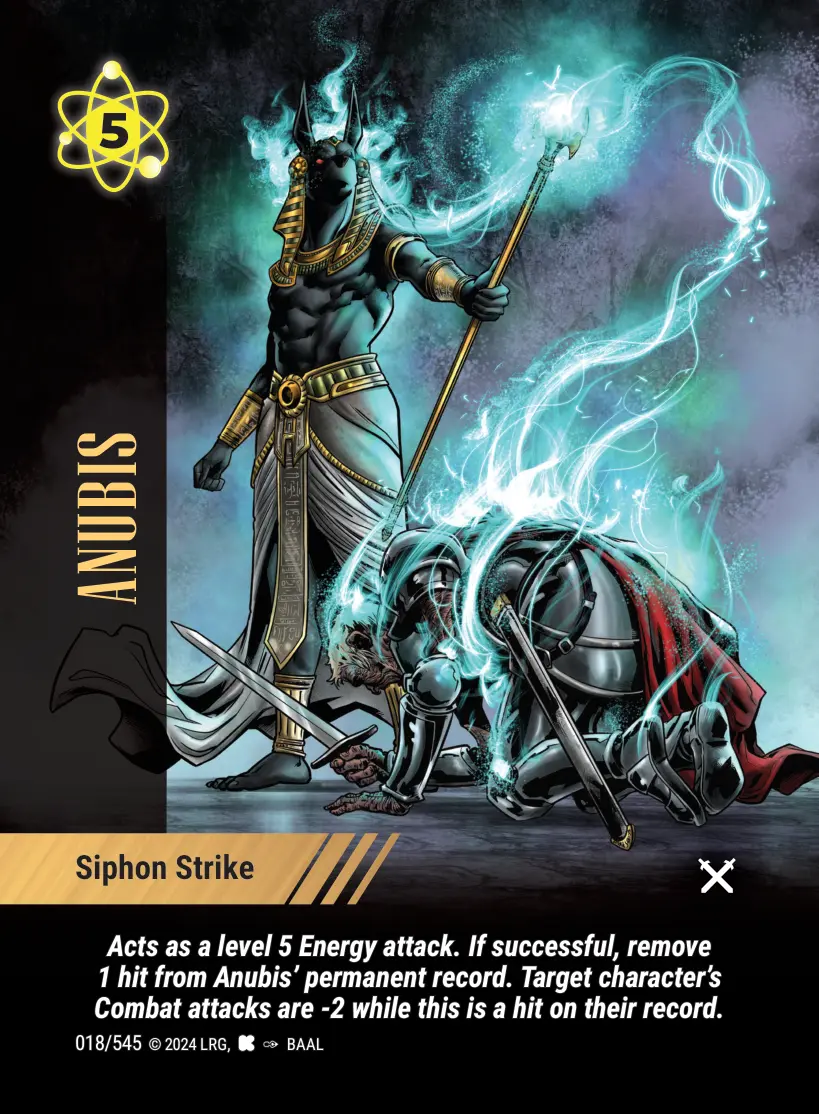 5
ANUBIS
Siphon Strike
Acts as a level 5 Energy attack. If successful, remove
1 hit from Anubis’ permanent record. Target character’s
Combat attacks are -2 while this is a hit on their record.
018/545 © 2024 LRG, BAAL